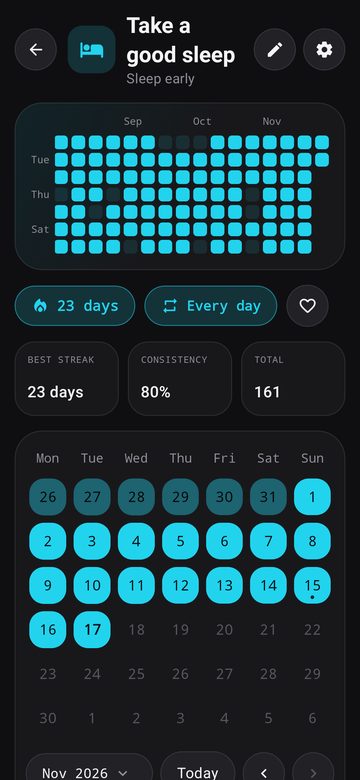 Take a
good sleep
Sleep early
Sep Oct Nov
Tue
Thu
Sat
23 days Every day
BEST STREAK CONSISTENCY TOTAL
23 days 80% 161
Mon Tue Wed Thu Fri Sat Sun
26 27 28 29 30 31 1
2 3 4 5 6 7 8
9 10 11 12 13 14 15
16 17 18 19 20 21 22
23 24 25 26 27 28 29
30 1 2 3 4 5 6
Nov 2026 Today